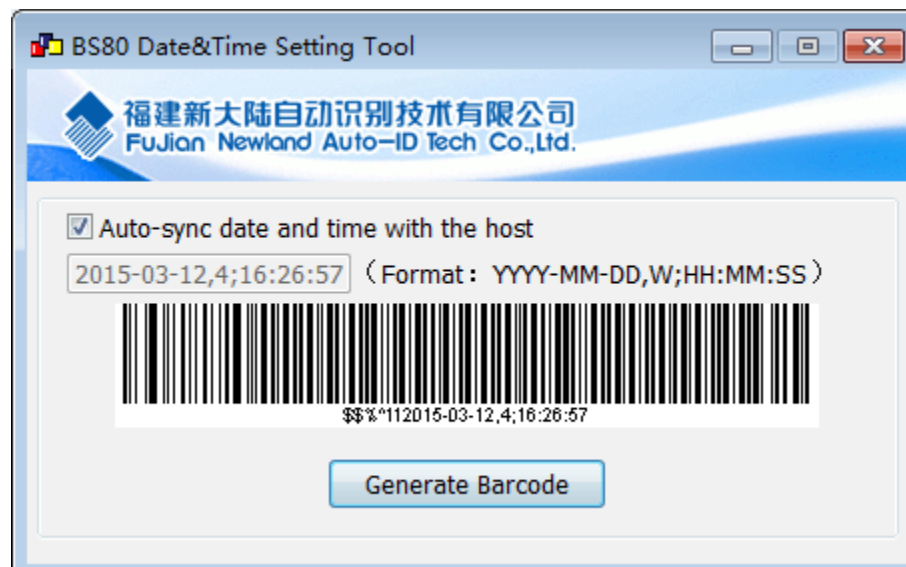 BS80 Date&Time Setting Tool
福建新大陆自动识别技术有限公司
FuJian Newland Auto-ID Tech Co.,Ltd.
Auto-sync date and time with the host
2015-03-12,4;16:26:57 （Format：YYYY-MM-DD,W;HH:MM:SS）
$$%^112015-03-12,4;16:26:57
Generate Barcode